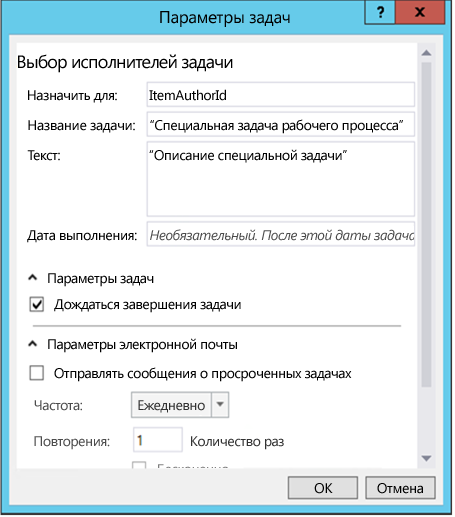 Параметры задач
?
x
Выбор исполнителей задачи
Назначить для: ItemAuthorId
Название задачи: “Специальная задача рабочего процесса”
Текст: “Описание специальной задачи”
Дата выполнения: Необязательный. После этой даты задача
Параметры задач
Дождаться завершения задачи
Параметры электронной почты
Отправлять сообщения о просроченных задачах
Частота: Ежедневно
Повторения: 1 Количество раз
OK Отмена